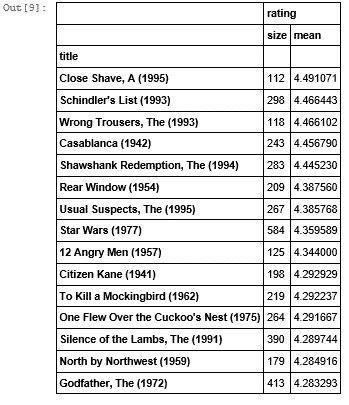 Out[9]:
rating
size mean
title
Close Shave, A (1995) 112 4.491071
Schindler's List (1993) 298 4.466443
Wrong Trousers, The (1993) 118 4.466102
Casablanca (1942) 243 4.456790
Shawshank Redemption, The (1994) 283 4.445230
Rear Window (1954) 209 4.387560
Usual Suspects, The (1995) 267 4.385768
Star Wars (1977) 584 4.359589
12 Angry Men (1957) 125 4.344000
Citizen Kane (1941) 198 4.292929
To Kill a Mockingbird (1962) 219 4.292237
One Flew Over the Cuckoo's Nest (1975) 264 4.291667
Silence of the Lambs, The (1991) 390 4.289744
North by Northwest (1959) 179 4.284916
Godfather, The (1972) 413 4.283293